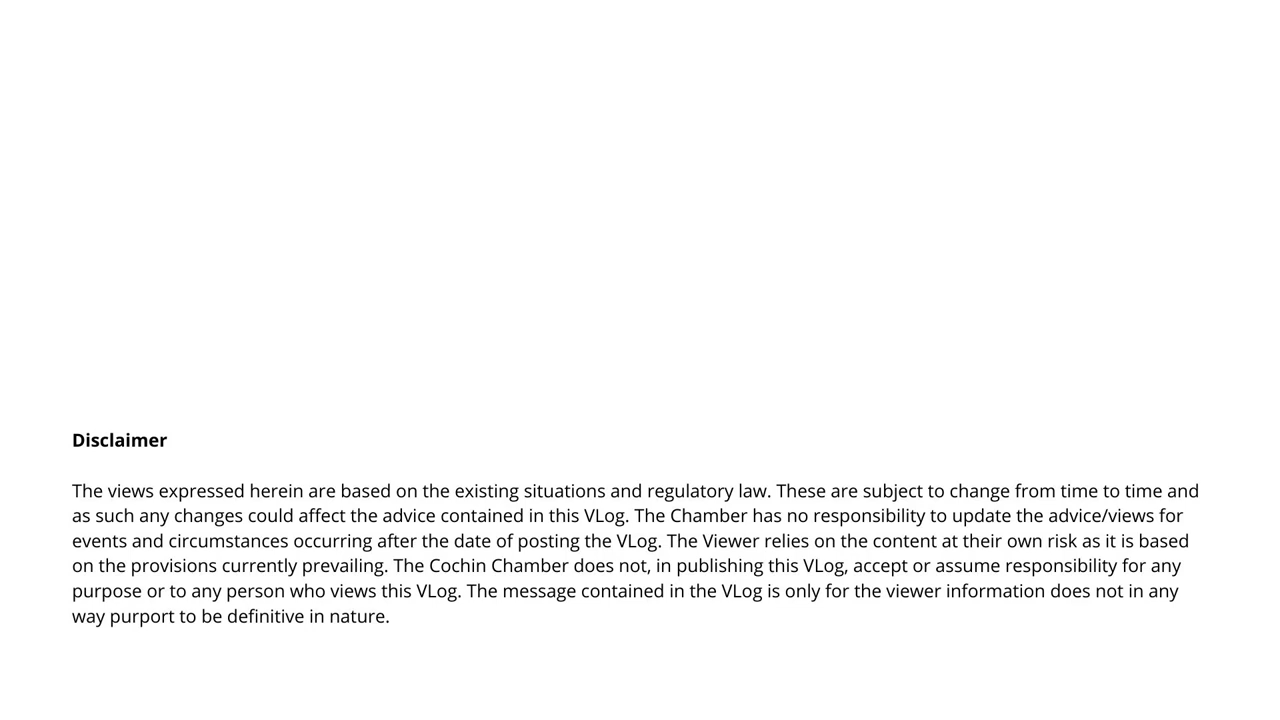 Disclaimer
The views expressed herein are based on the existing situations and regulatory law. These are subject to change from time to time and
as such any changes could affect the advice contained in this VLog. The Chamber has no responsibility to update the advice/views for
events and circumstances occurring after the date of posting the VLog. The Viewer relies on the content at their own risk as it is based
on the provisions currently prevailing. The Cochin Chamber does not, in publishing this VLog, accept or assume responsibility for any
purpose or to any person who views this VLog. The message contained in the VLog is only for the viewer information does not in any
way purport to be definitive in nature.